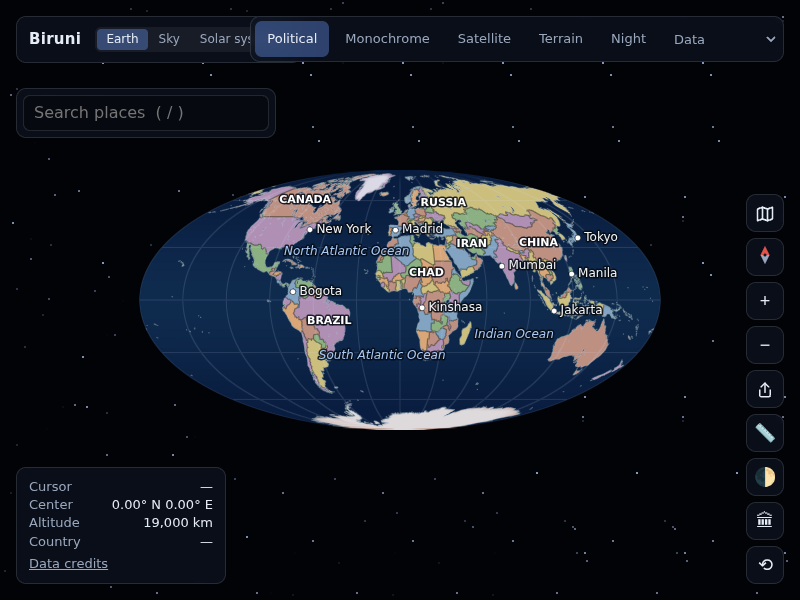 Biruni Earth Sky Solar sys Political Monochrome Satellite Terrain Night Data
Search places ( / )
CANADA
RUSSIA
New York
Madrid
Tokyo
IRAN
CHINA
North Atlantic Ocean
Mumbai
CHAD
Manila
Bogota
Kinshasa
Jakarta
BRAZIL
Indian Ocean
South Atlantic Ocean
+
−
Cursor —
Center 0.00° N 0.00° E
Altitude 19,000 km
Country —
Data credits